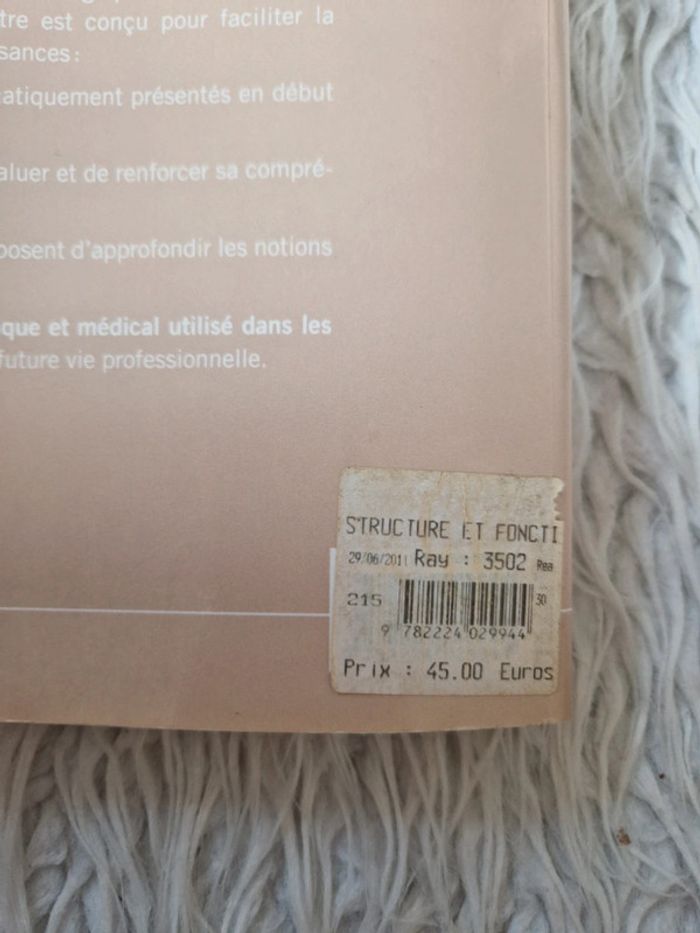 tre est conçu pour faciliter la
sances :
atiquement présentés en début
aluer et de renforcer sa compré-
posent d'approfondir les notions
que et médical utilisé dans les
future vie professionnelle.
STRUCTURE ET FONCTI
29/06/2011 Ray : 3502 Rea
215 30
9 782224 029944
Prix : 45.00 Euros